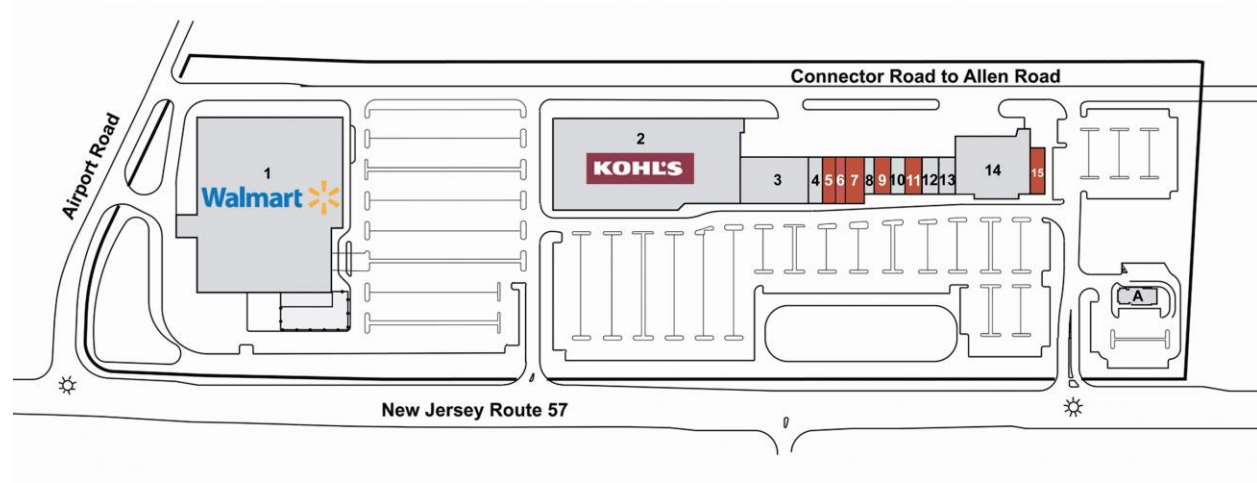 Connector Road to Allen Road
Airport Road
1
Walmart
2
KOHL'S
3
4
5
6
7
8
9
10
11
12
13
14
15
A
New Jersey Route 57